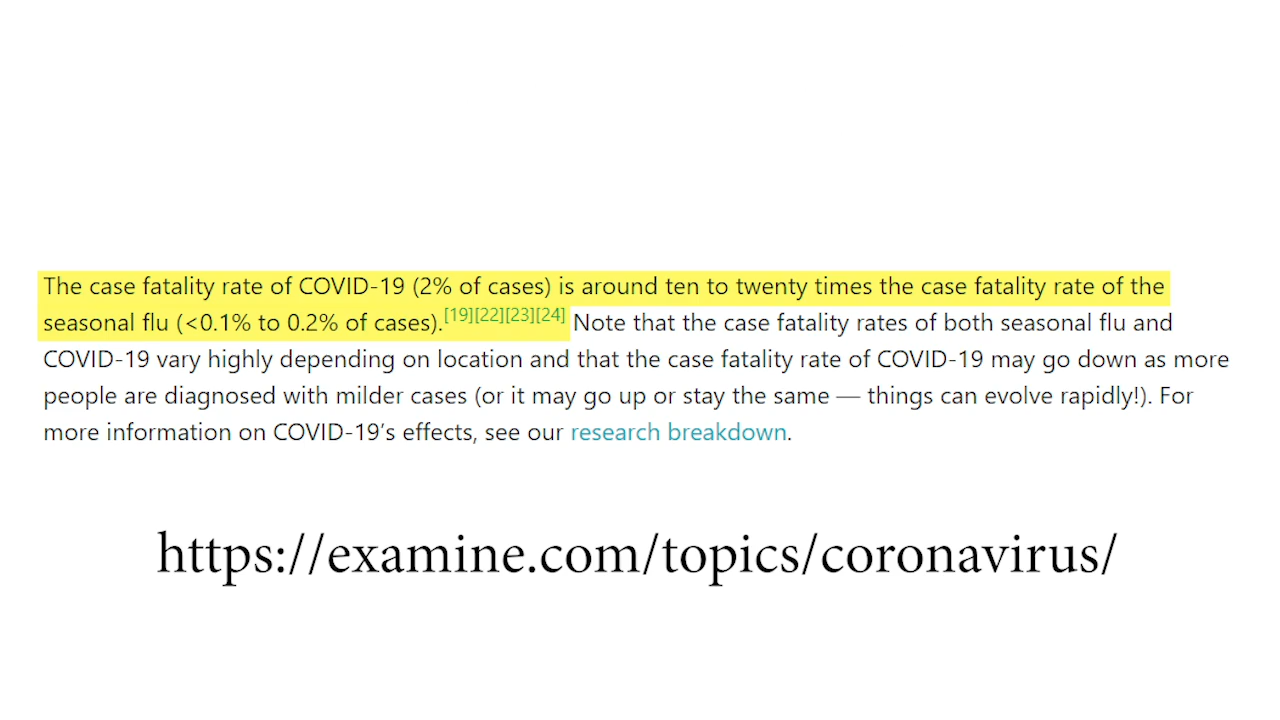 The case fatality rate of COVID-19 (2% of cases) is around ten to twenty times the case fatality rate of the
seasonal flu (<0.1% to 0.2% of cases).[19][22][23][24] Note that the case fatality rates of both seasonal flu and
COVID-19 vary highly depending on location and that the case fatality rate of COVID-19 may go down as more
people are diagnosed with milder cases (or it may go up or stay the same — things can evolve rapidly!). For
more information on COVID-19’s effects, see our research breakdown.
https://examine.com/topics/coronavirus/